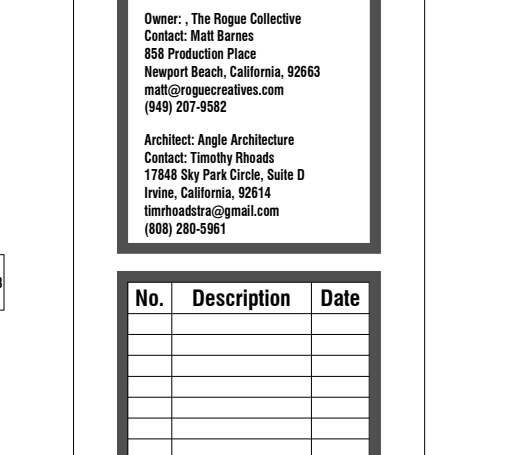 Owner: , The Rogue Collective
Contact: Matt Barnes
858 Production Place
Newport Beach, California, 92663
matt@roguecreatives.com
(949) 207-9582
Architect: Angle Architecture
Contact: Timothy Rhoads
17848 Sky Park Circle, Suite D
Irvine, California, 92614
timrhoadstra@gmail.com
(808) 280-5961
No. Description Date